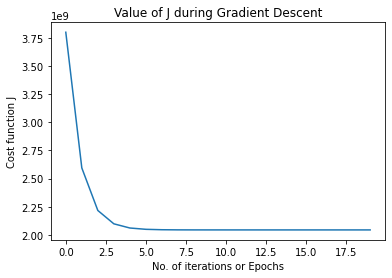 Value of J during Gradient Descent
1e9
3.75
3.50
3.25
3.00
2.75
2.50
2.25
2.00
Cost function J
0.0 2.5 5.0 7.5 10.0 12.5 15.0 17.5
No. of iterations or Epochs